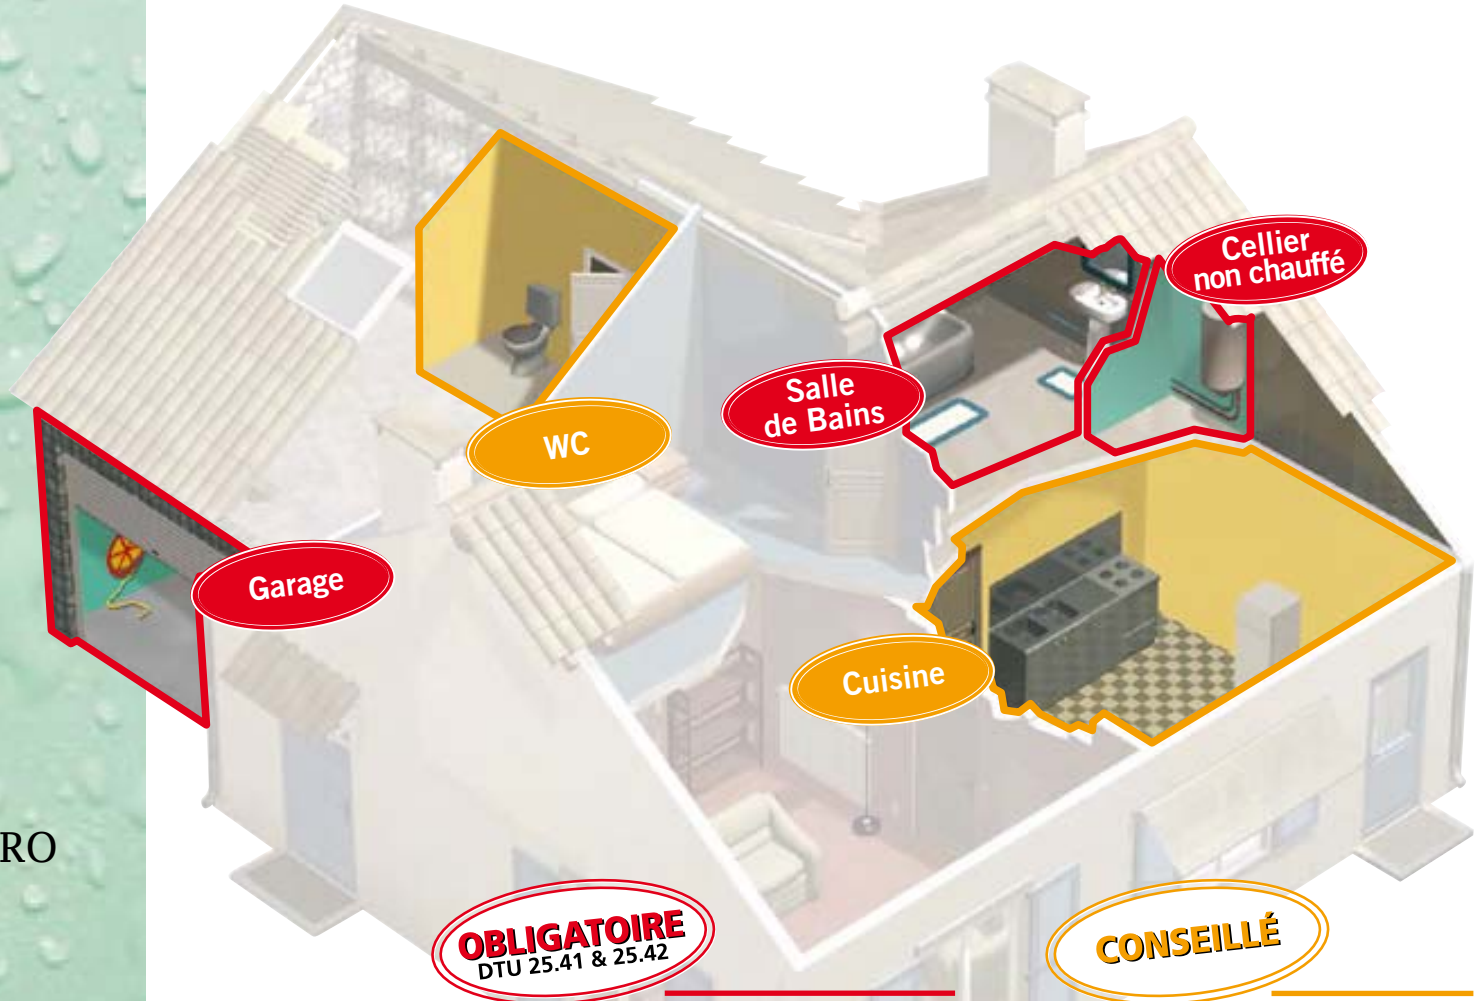 Cellier
non chauffé
Salle
de Bains
WC
Garage
Cuisine
RO
OBLIGATOIRE
DTU 25.41 & 25.42
CONSEILLÉ